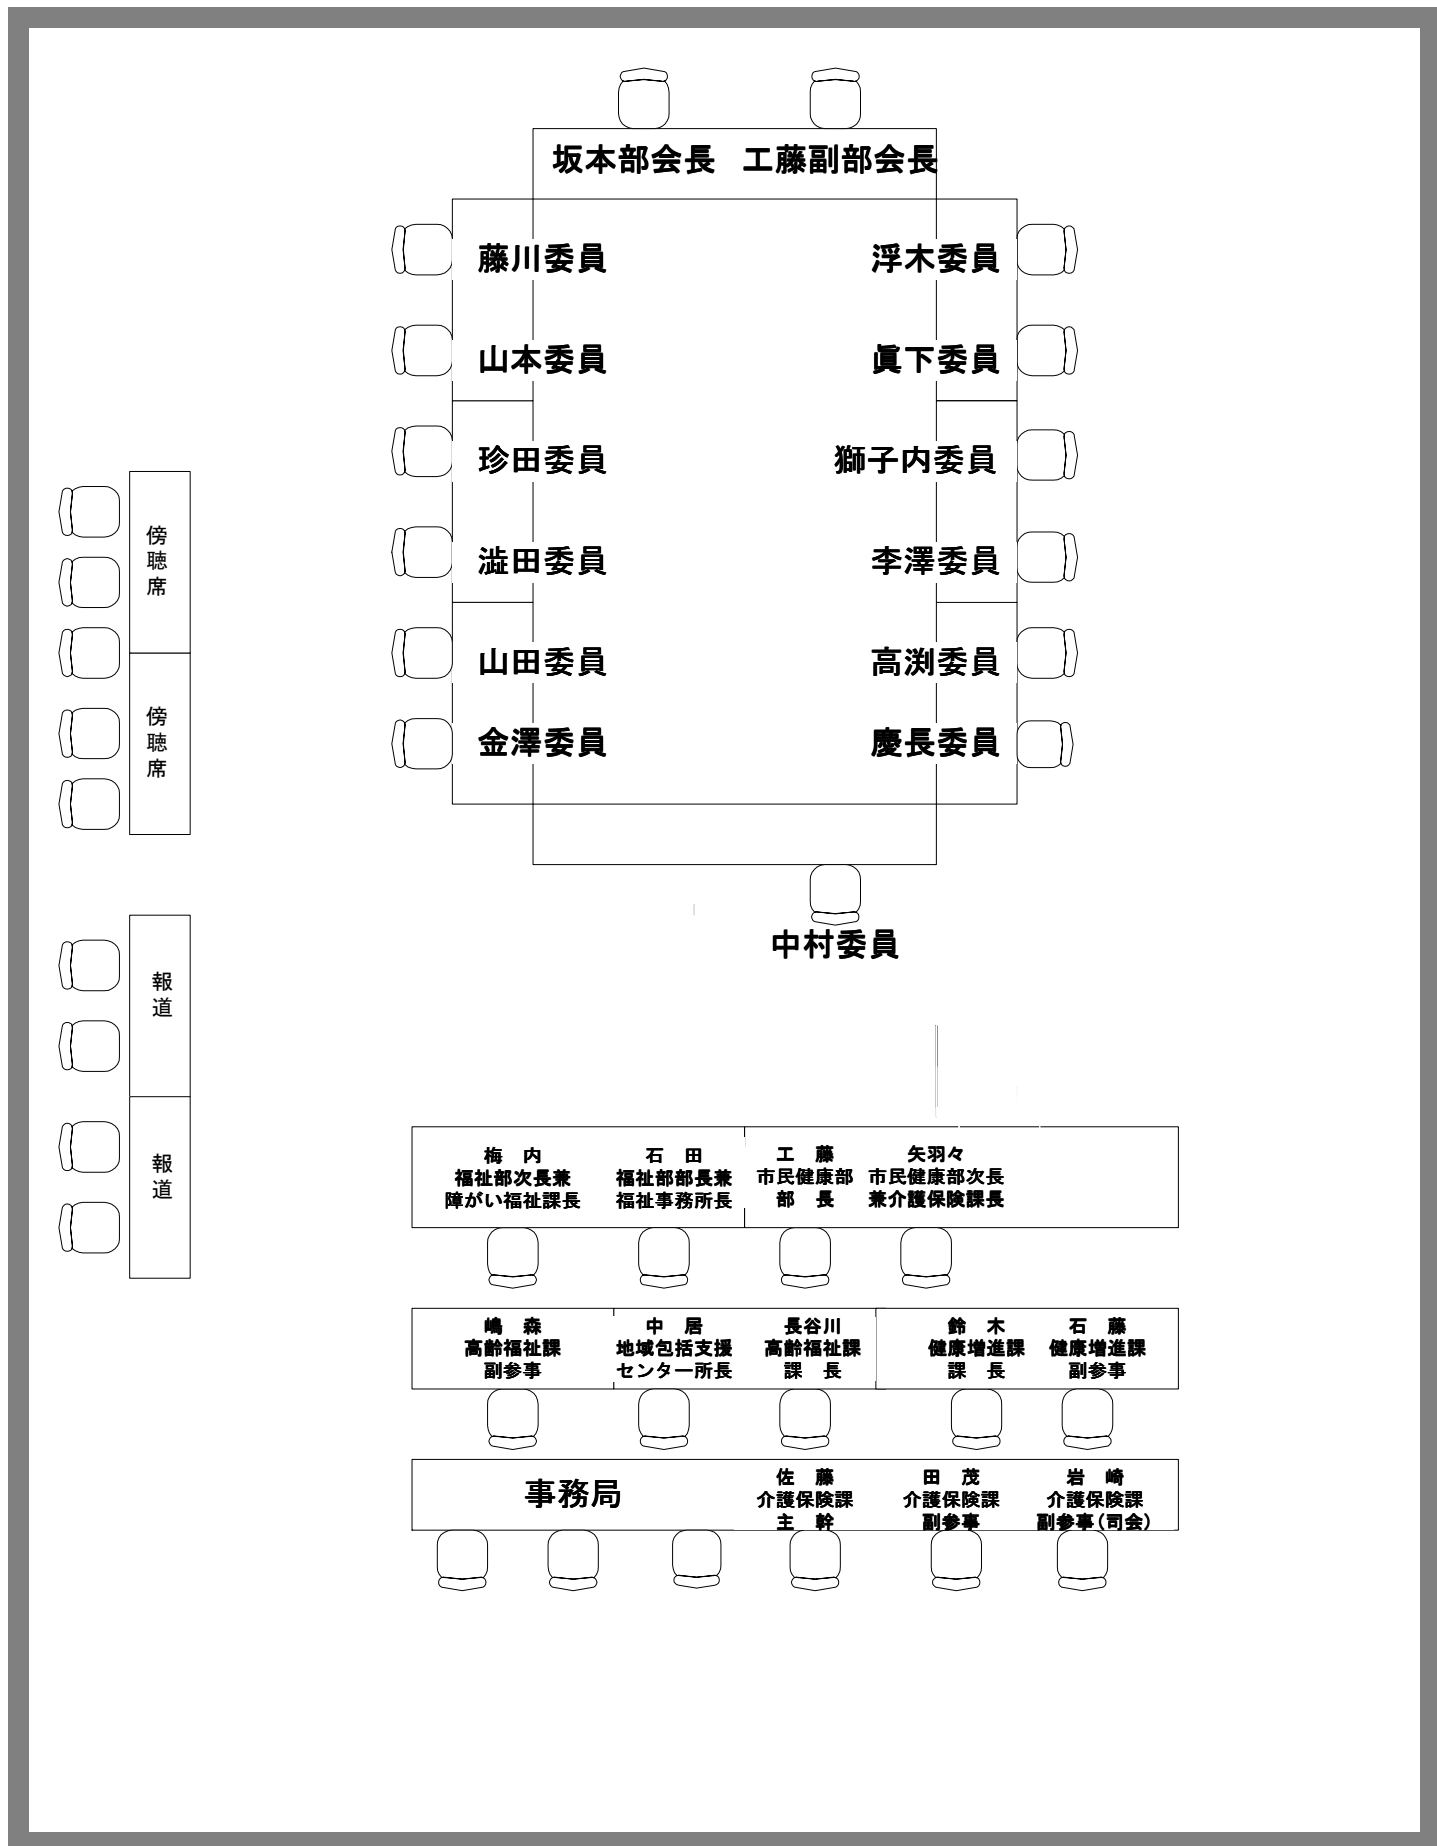 坂本部会長　工藤副部会長
藤川委員　浮木委員
山本委員　眞下委員
珍田委員　獅子内委員
澁田委員　李澤委員
山田委員　高渕委員
金澤委員　慶長委員
中村委員
傍聴席
傍聴席
報道
報道
梅　内
福祉部次長兼
障がい福祉課長
石　田
福祉部部長兼
福祉事務所長
工　藤
市民健康部
部　長
矢羽々
市民健康部次長
兼介護保険課長
嶋　森
高齢福祉課
副参事
中　居
地域包括支援
センター所長
長谷川
高齢福祉課
課　長
鈴　木
健康増進課
課　長
石　藤
健康増進課
副参事
事務局
佐　藤
介護保険課
主　幹
田　茂
介護保険課
副参事
岩　崎
介護保険課
副参事（司会）